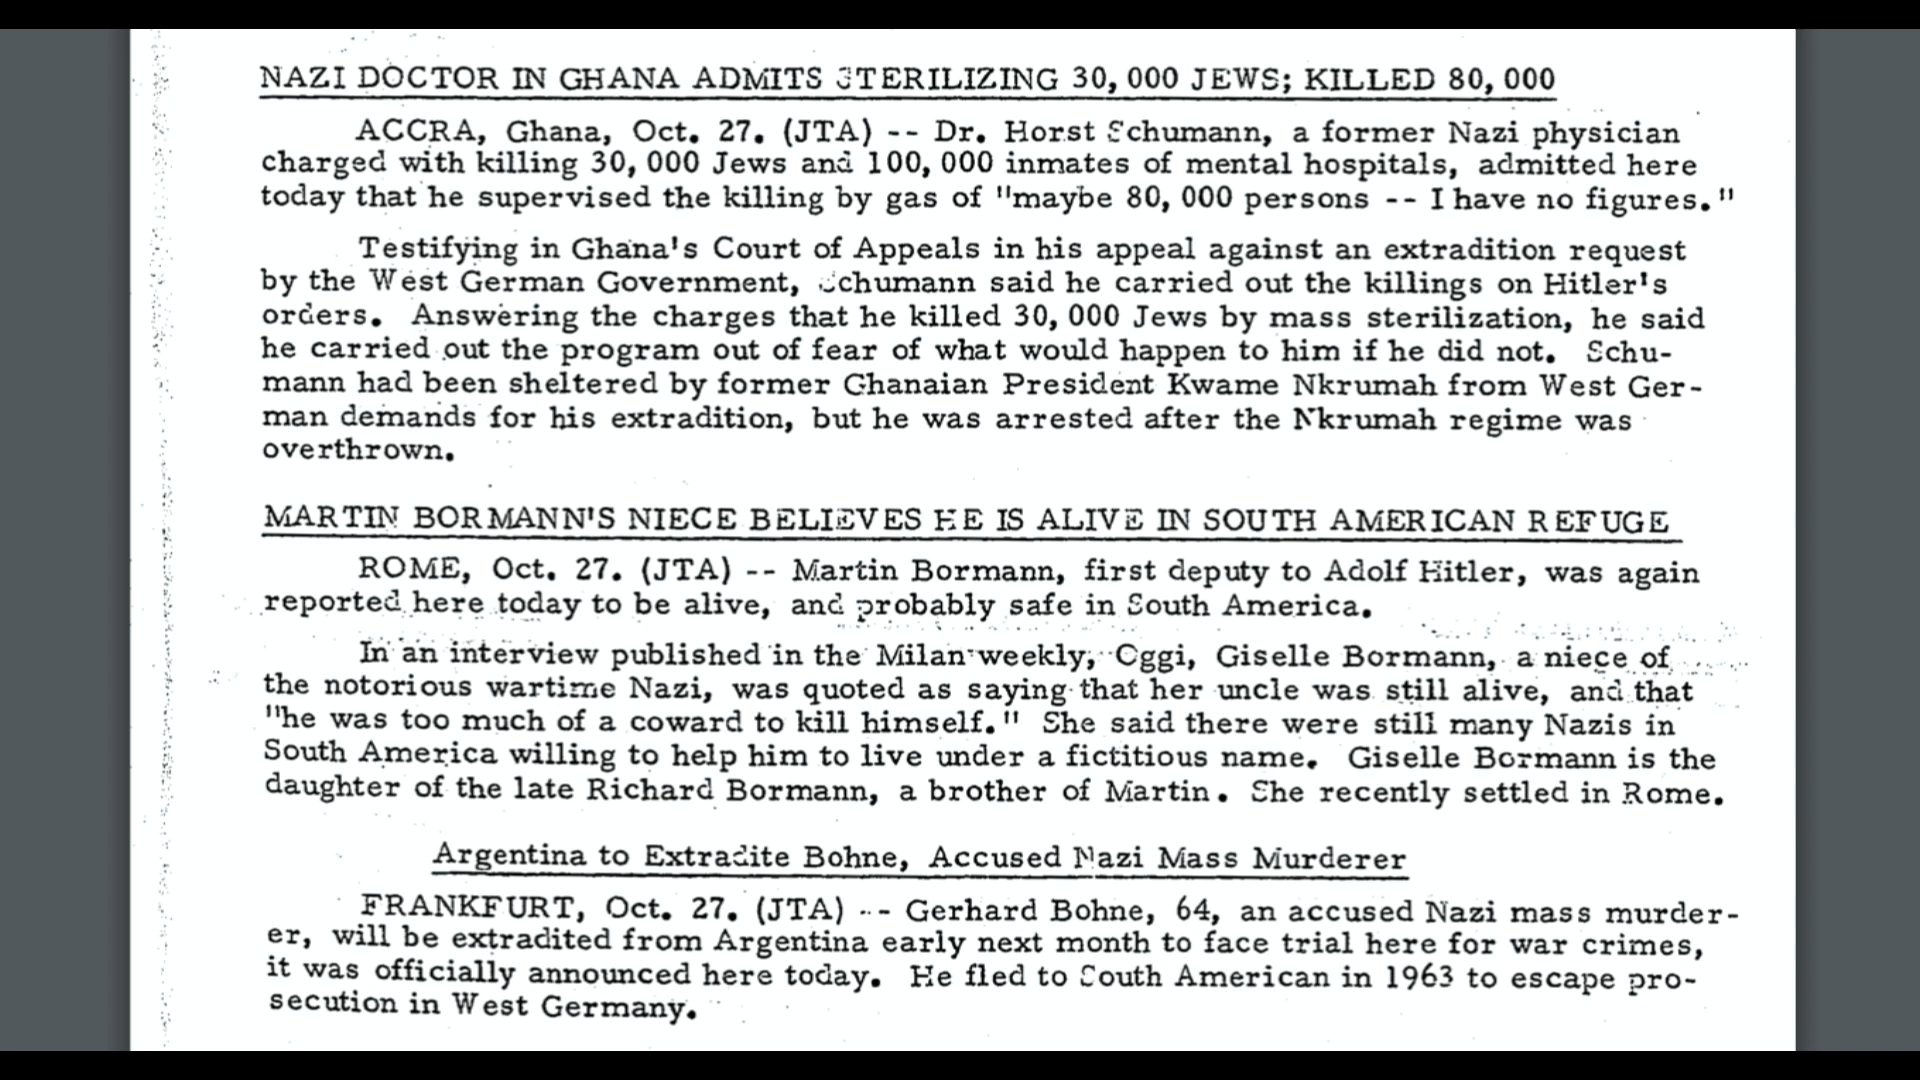 NAZI DOCTOR IN GHANA ADMITS STERILIZING 30,000 JEWS; KILLED 80,000
ACCRA, Ghana, Oct. 27. (JTA) -- Dr. Horst Schumann, a former Nazi physician
charged with killing 30,000 Jews and 100,000 inmates of mental hospitals, admitted here
today that he supervised the killing by gas of "maybe 80,000 persons -- I have no figures."
Testifying in Ghana's Court of Appeals in his appeal against an extradition request
by the West German Government, Schumann said he carried out the killings on Hitler's
orders. Answering the charges that he killed 30,000 Jews by mass sterilization, he said
he carried out the program out of fear of what would happen to him if he did not. Schu-
mann had been sheltered by former Ghanaian President Kwame Nkrumah from West Ger-
man demands for his extradition, but he was arrested after the Nkrumah regime was
overthrown.
MARTIN BORMANN'S NIECE BELIEVES HE IS ALIVE IN SOUTH AMERICAN REFUGE
ROME, Oct. 27. (JTA) -- Martin Bormann, first deputy to Adolf Hitler, was again
reported here today to be alive, and probably safe in South America.
In an interview published in the Milan weekly, Oggi, Giselle Bormann, a niece of
the notorious wartime Nazi, was quoted as saying that her uncle was still alive, and that
"he was too much of a coward to kill himself." She said there were still many Nazis in
South America willing to help him to live under a fictitious name. Giselle Bormann is the
daughter of the late Richard Bormann, a brother of Martin. She recently settled in Rome.
Argentina to Extradite Bohne, Accused Nazi Mass Murderer
FRANKFURT, Oct. 27. (JTA) -- Gerhard Bohne, 64, an accused Nazi mass murder-
er, will be extradited from Argentina early next month to face trial here for war crimes,
it was officially announced here today. He fled to South American in 1963 to escape pro-
secution in West Germany.